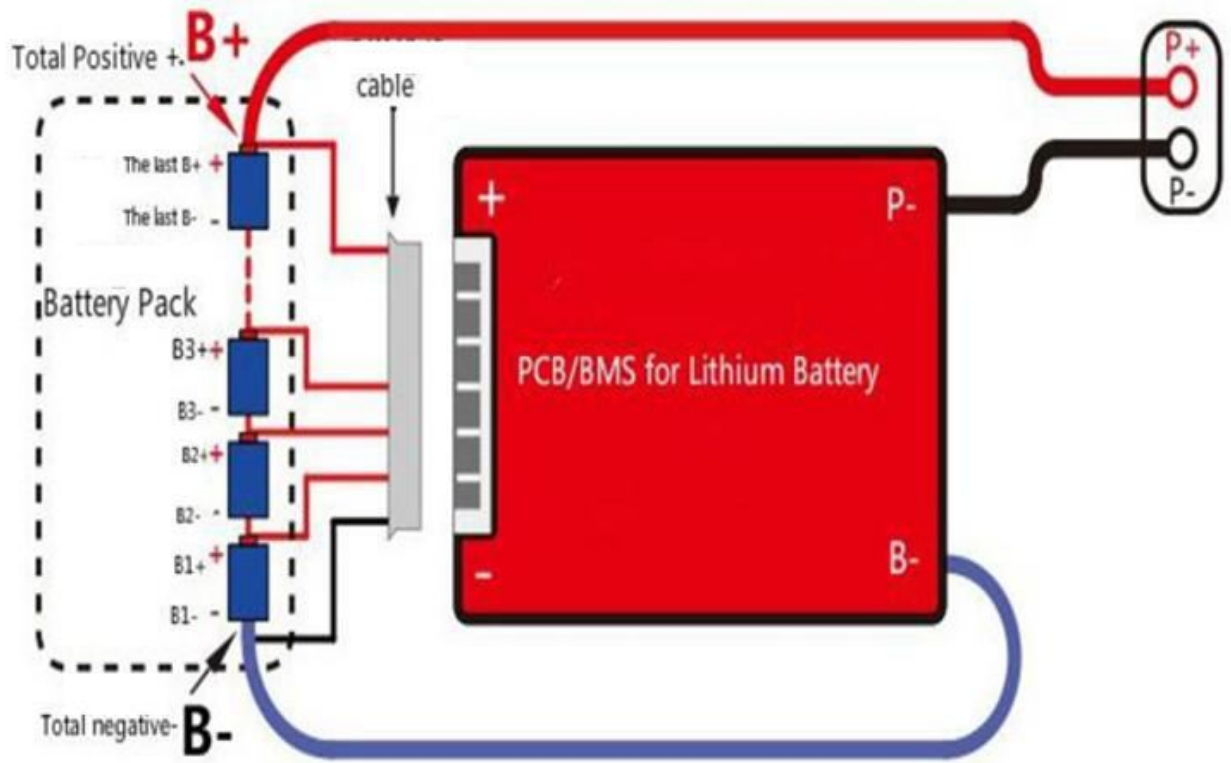 Total Positive +
B+
cable
P+
P-
The last B+ +
The last B- -
+
P-
Battery Pack
B3+ +
B3- -
PCB/BMS for Lithium Battery
B2+ +
B2- -
B1+ +
B1- -
-
B-
Total negative-
B-